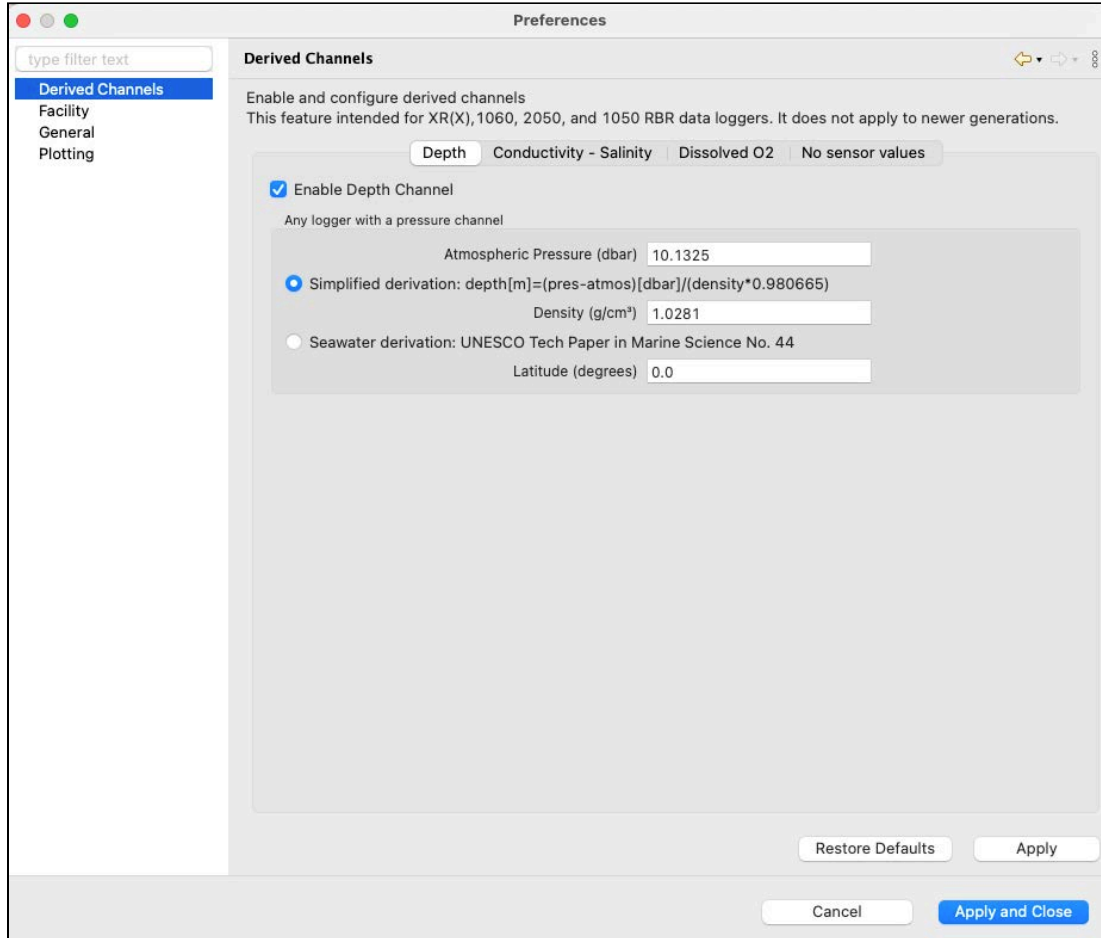 Preferences
type filter text
Derived Channels
Facility
General
Plotting
Derived Channels
Enable and configure derived channels
This feature intended for XR(X),1060, 2050, and 1050 RBR data loggers. It does not apply to newer generations.
Depth Conductivity - Salinity Dissolved O2 No sensor values
Enable Depth Channel
Any logger with a pressure channel
Atmospheric Pressure (dbar) 10.1325
Simplified derivation: depth[m]=(pres-atmos)[dbar]/(density*0.980665)
Density (g/cm³) 1.0281
Seawater derivation: UNESCO Tech Paper in Marine Science No. 44
Latitude (degrees) 0.0
Restore Defaults Apply
Cancel Apply and Close